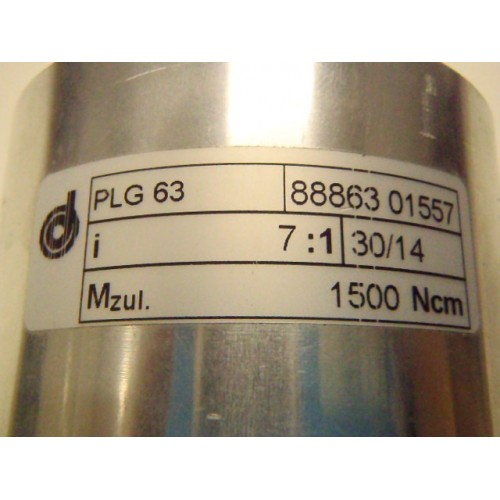 PLG 63 88863 01557
i 7 :1 30/14
Mzul. 1500 Ncm